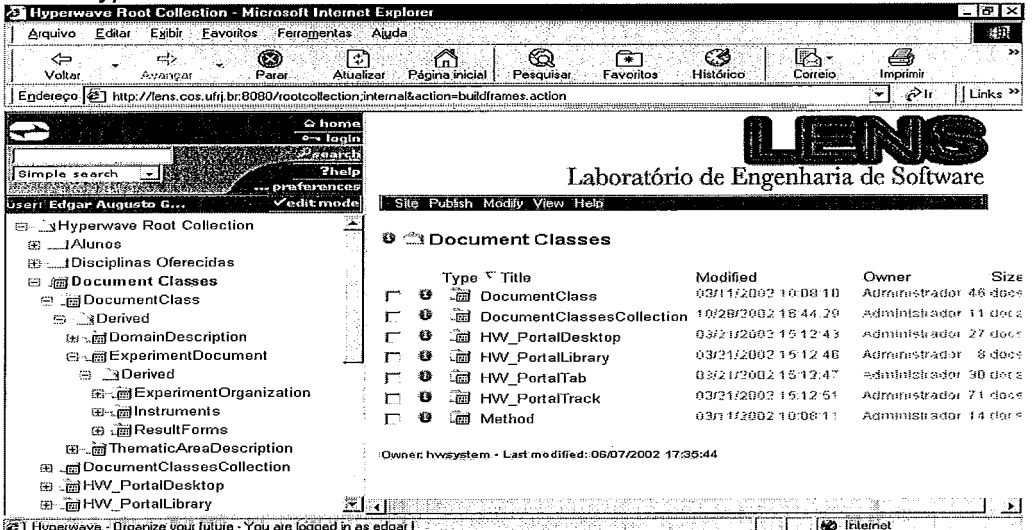 Hyperwave Root Collection - Microsoft Internet Explorer
Arquivo Editar Exibir Favoritos Ferramentas Ajuda
Voltar Avançar Parar Atualizar Página inicial Pesquisar Favoritos Histórico Correio Imprimir »
Endereço http://lens.cos.ufrj.br:8080/rootcollection;internal&action=buildframes.action Ir Links »
home
login
search
Simple search ?help
... preferences
user: Edgar Augusto G... edit mode
LENS
Laboratório de Engenharia de Software
Site Publish Modify View Help
Hyperwave Root Collection
Alunos
Disciplinas Oferecidas
Document Classes
DocumentClass
Derived
DomainDescription
ExperimentDocument
Derived
ExperimentOrganization
Instruments
ResultForms
ThematicAreaDescription
DocumentClassesCollection
HW_PortalDesktop
HW_PortalLibrary
Document Classes
Type Title Modified Owner Size
DocumentClass 03/11/2002 10:08:10 Administrador 46 docs
DocumentClassesCollection 10/28/2002 16:44:29 Administrador 11 docs
HW_PortalDesktop 03/21/2002 15:12:43 Administrador 27 docs
HW_PortalLibrary 03/21/2002 15:12:46 Administrador 8 docs
HW_PortalTab 03/21/2002 15:12:47 Administrador 30 docs
HW_PortalTrack 03/21/2002 15:12:51 Administrador 71 docs
Method 03/11/2002 10:08:11 Administrador 14 docs
Owner: hwsystem - Last modified: 06/07/2002 17:35:44
Hyperwave - Organize your future - You are logged in as edgar! Internet